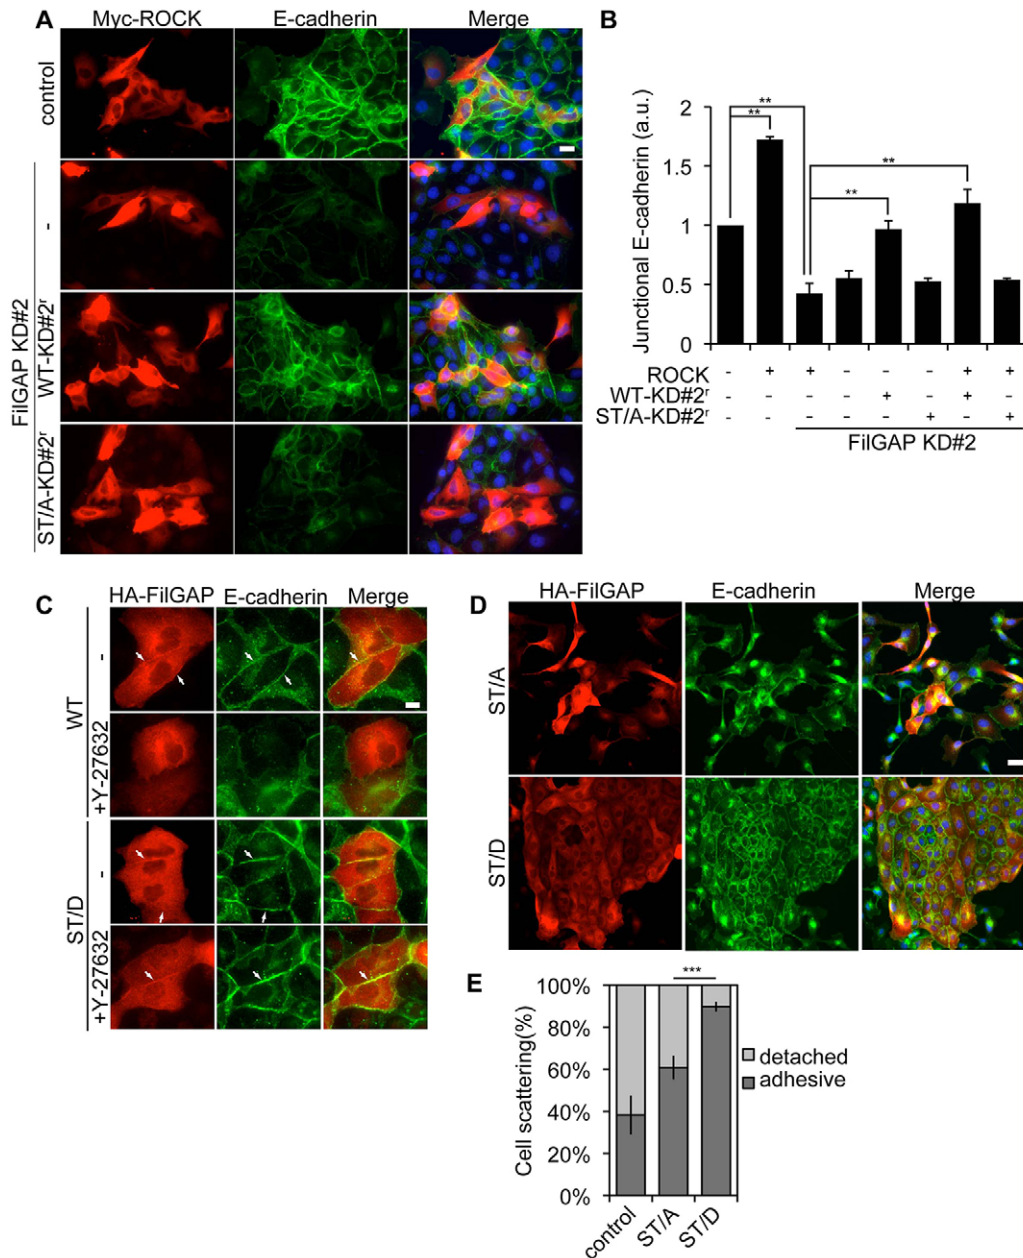 A
Myc-ROCK E-cadherin Merge
control
FilGAP KD#2
-
WT-KD#2r
ST/A-KD#2r
B
Junctional E-cadherin (a.u.)
2
1.5
1
0.5
0
**
**
**
**
ROCK - + + - - - + +
WT-KD#2r - - - - + - + -
ST/A-KD#2r - - - - - + - +
FilGAP KD#2
C
HA-FilGAP E-cadherin Merge
WT
-
+Y-27632
ST/D
-
+Y-27632
D
HA-FilGAP E-cadherin Merge
ST/A
ST/D
E
Cell scattering(%)
100%
80%
60%
40%
20%
0%
***
control ST/A ST/D
detached
adhesive